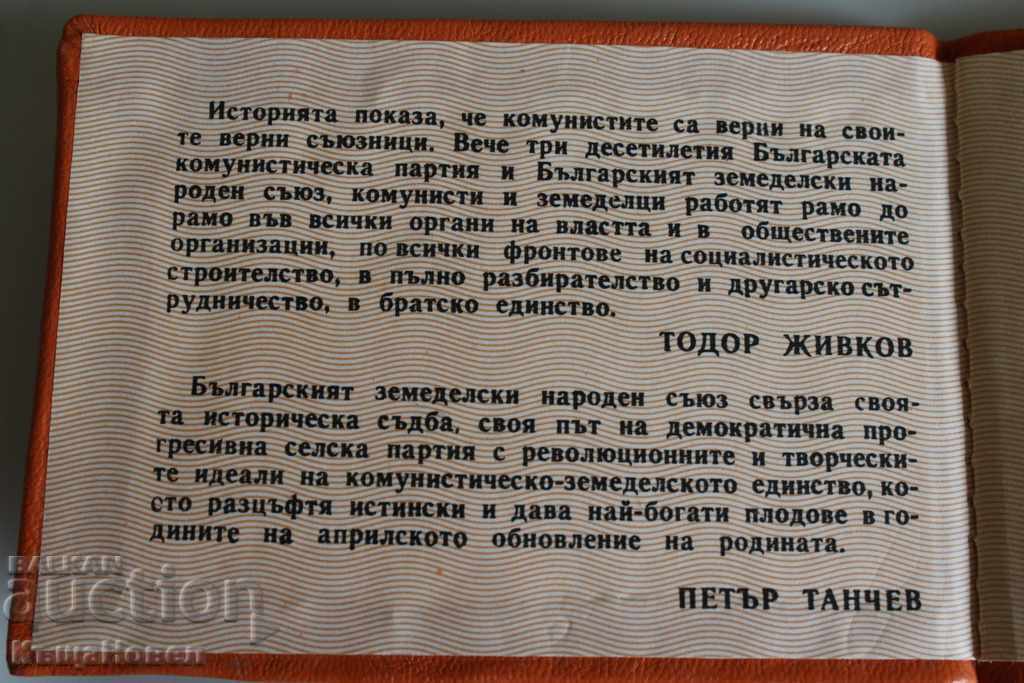 Историята показа, че комунистите са верни на свои-
те верни съюзници. Вече три десетилетия Българската
комунистическа партия и Българският земеделски на-
роден съюз, комунисти и земеделци работят рамо до
рамо във всички органи на властта и в обществените
организации, по всички фронтове на социалистическото
строителство, в пълно разбирателство и другарско сът-
рудничество, в братско единство.
ТОДОР ЖИВКОВ
Българският земеделски народен съюз свърза своя-
та историческа съдба, своя път на демократична про-
гресивна селска партия с революционните и творчески-
те идеали на комунистическо-земеделското единство, ко-
ето разцъфтя истински и дава най-богати плодове в го-
дините на априлското обновление на родината.
ПЕТЪР ТАНЧЕВ
BALKAN
auction
КъщаНовел